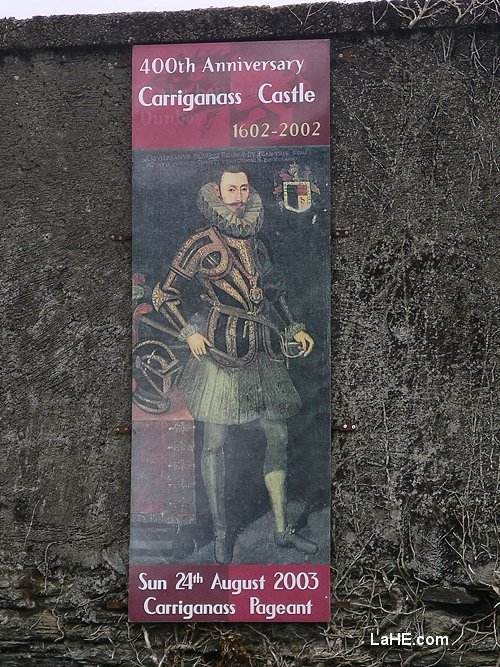 400th Anniversary
Carriganass Castle
1602-2002
Sun 24th August 2003
Carriganass Pageant
LaHE.com